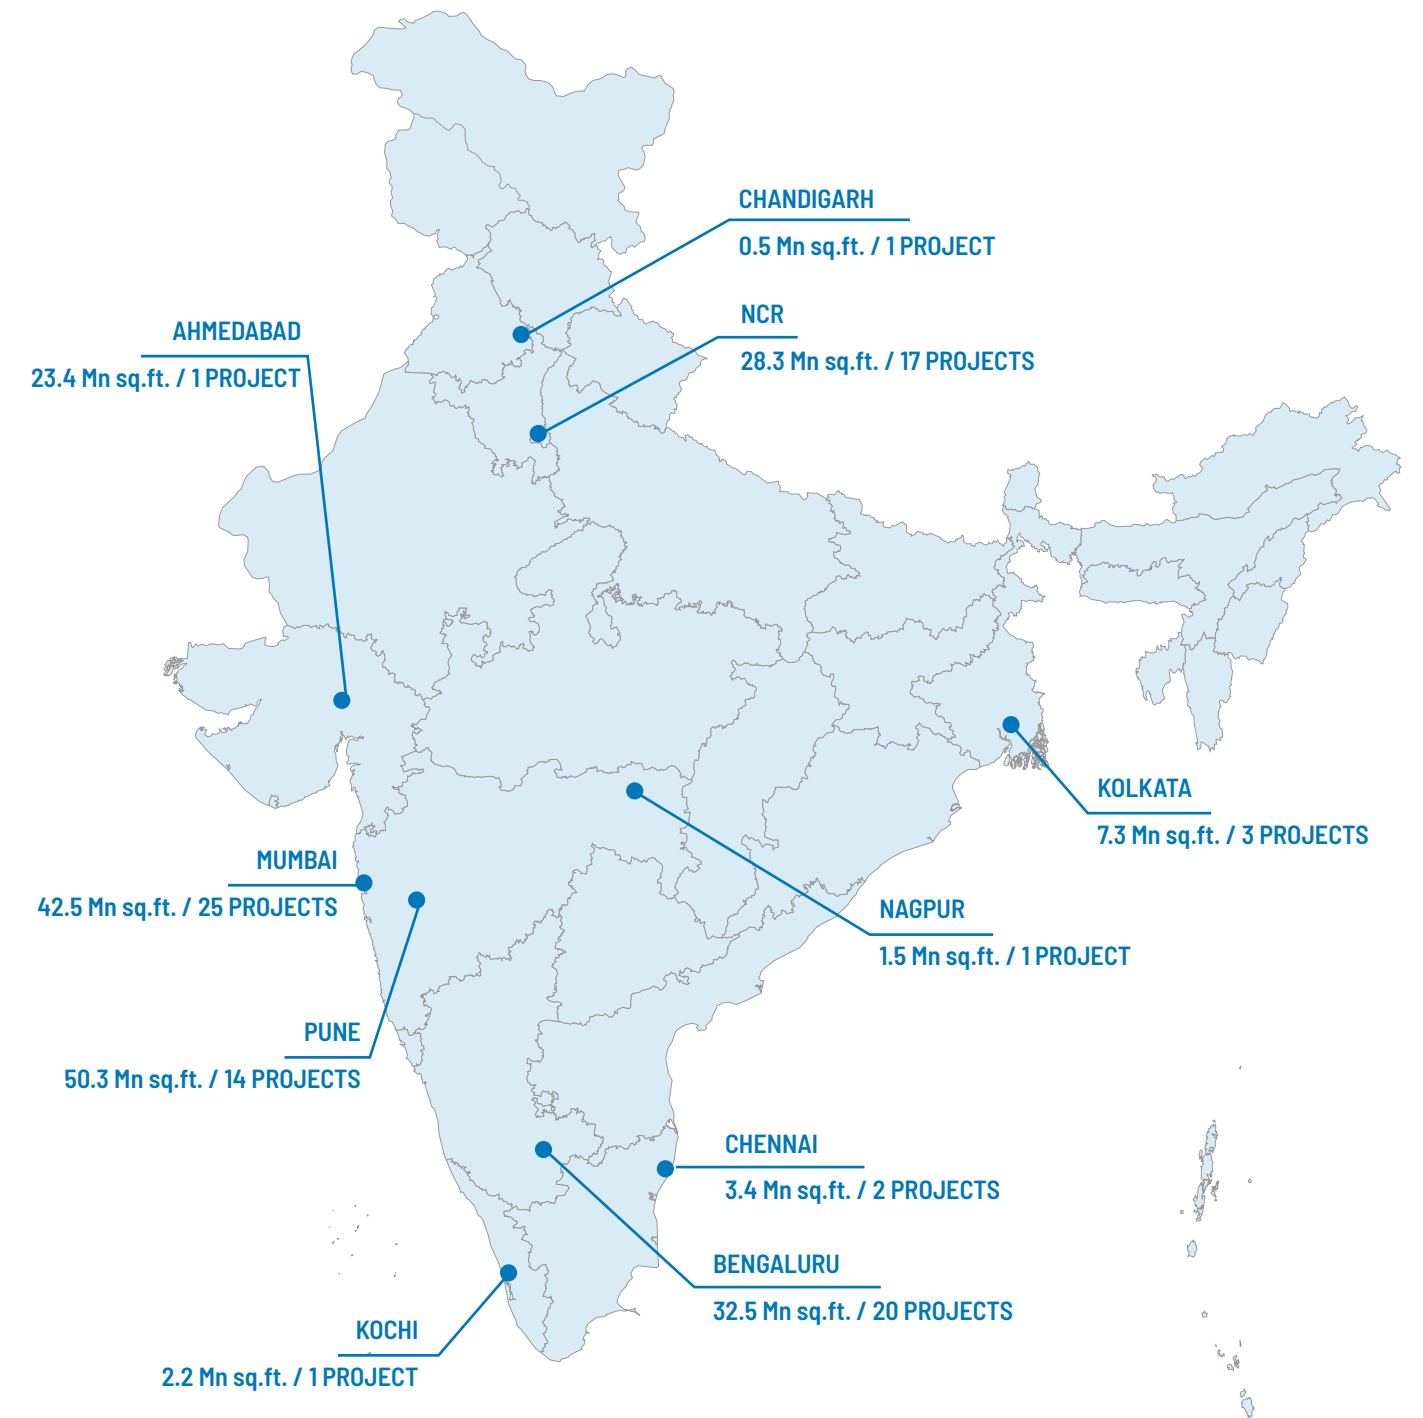 CHANDIGARH
0.5 Mn sq.ft. / 1 PROJECT
NCR
28.3 Mn sq.ft. / 17 PROJECTS
AHMEDABAD
23.4 Mn sq.ft. / 1 PROJECT
KOLKATA
7.3 Mn sq.ft. / 3 PROJECTS
MUMBAI
42.5 Mn sq.ft. / 25 PROJECTS
NAGPUR
1.5 Mn sq.ft. / 1 PROJECT
PUNE
50.3 Mn sq.ft. / 14 PROJECTS
CHENNAI
3.4 Mn sq.ft. / 2 PROJECTS
BENGALURU
32.5 Mn sq.ft. / 20 PROJECTS
KOCHI
2.2 Mn sq.ft. / 1 PROJECT